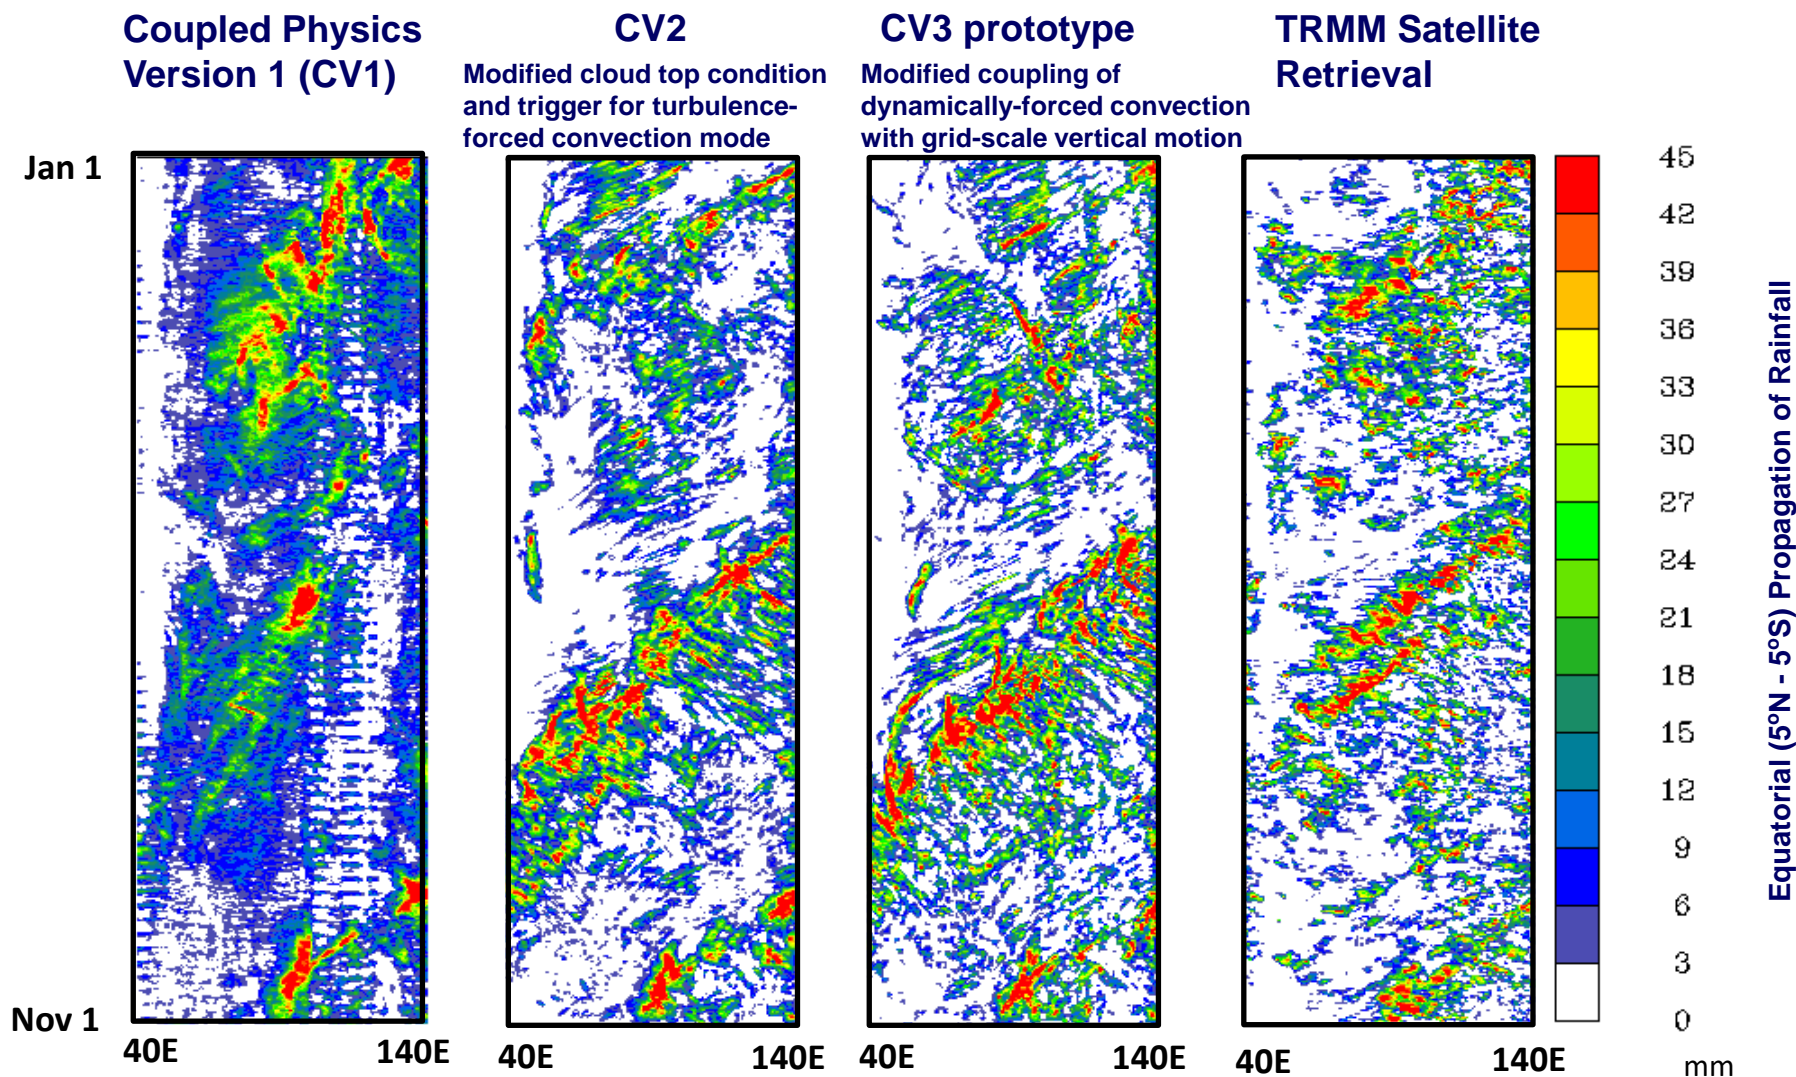 Coupled Physics
Version 1 (CV1)
CV2
Modified cloud top condition
and trigger for turbulence-
forced convection mode
CV3 prototype
Modified coupling of
dynamically-forced convection
with grid-scale vertical motion
TRMM Satellite
Retrieval
Jan 1
Nov 1
40E
140E
40E
140E
40E
140E
40E
140E
45
42
39
36
33
30
27
24
21
18
15
12
9
6
3
0
mm
Equatorial (5ºN - 5ºS) Propagation of Rainfall